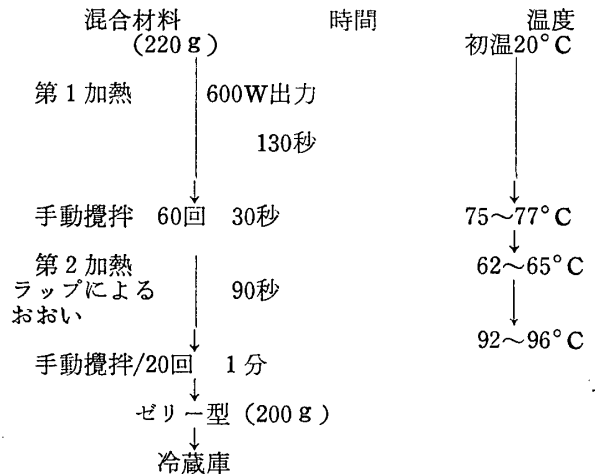 混合材料 時間 温度
(220g) 初温20°C
第1加熱 600W出力
130秒
手動攪拌 60回 30秒 75〜77°C
第2加熱 62〜65°C
ラップによる 90秒
おおい
92〜96°C
手動攪拌/20回 1分
ゼリー型 (200g)
冷蔵庫